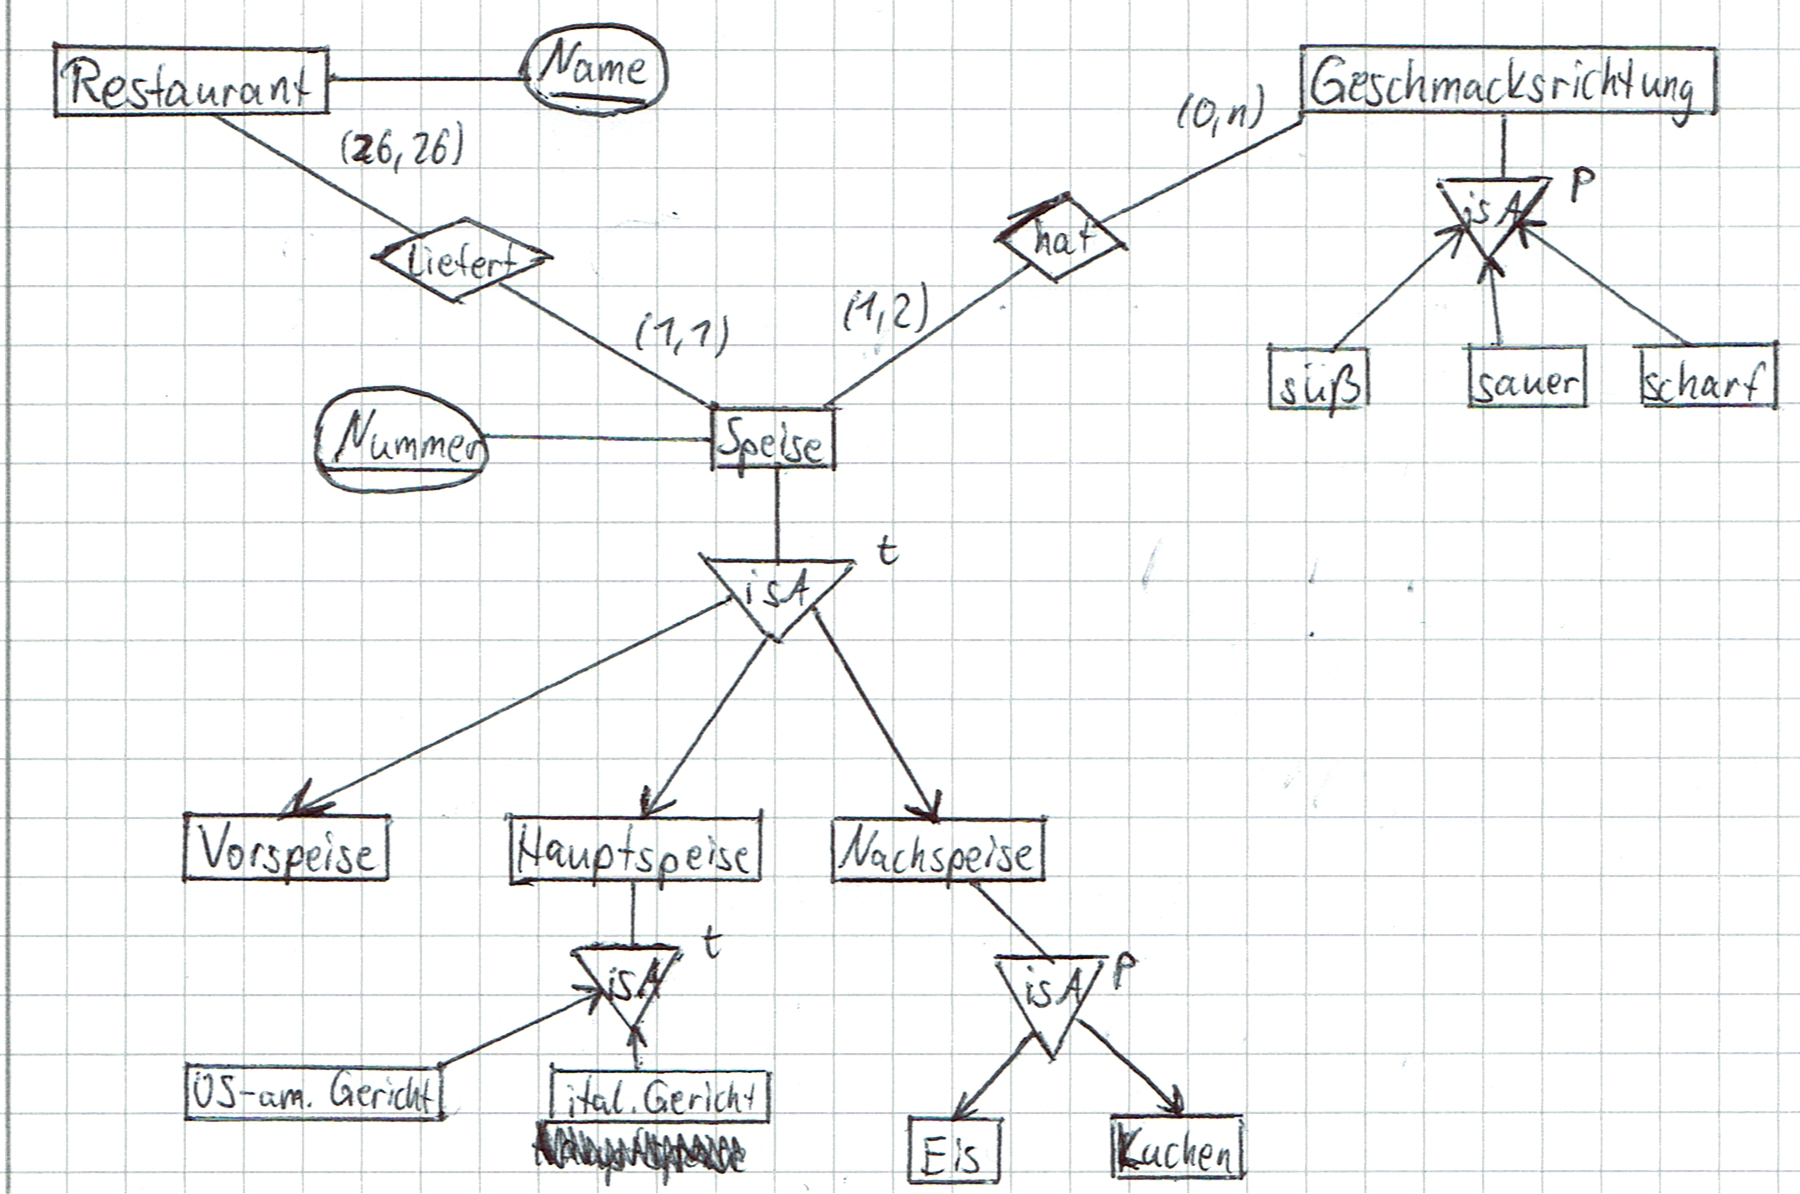 Restaurant
Name
Geschmacksrichtung
(26,26)
(0,n)
isA
p
liefert
hat
(1,1)
(1,2)
süß
sauer
scharf
Nummer
Speise
isA
t
Vorspeise
Hauptspeise
Nachspeise
isA
t
isA
p
US-am. Gericht
ital. Gericht
Eis
Kuchen